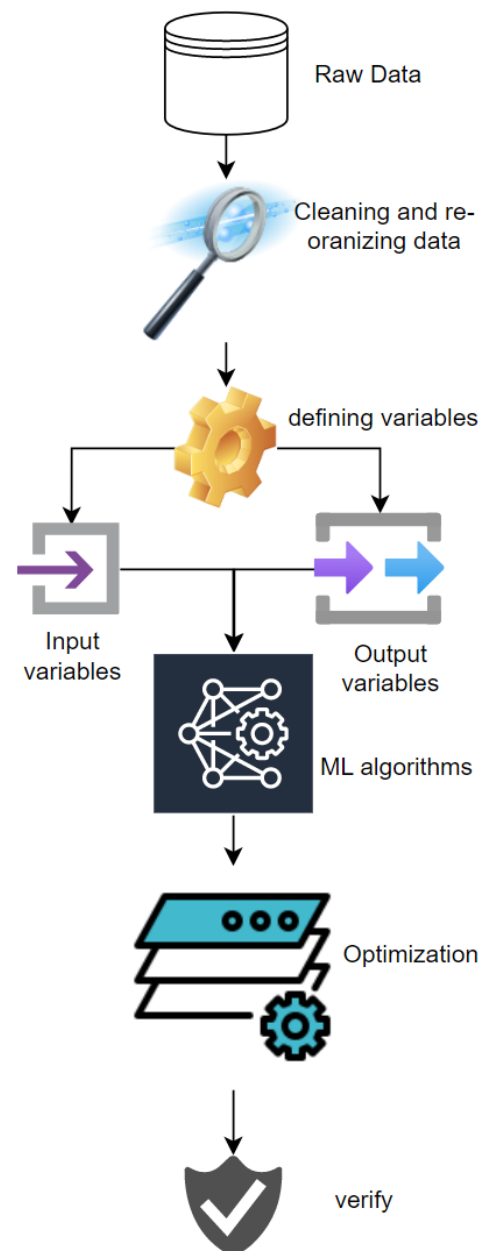 Raw Data
Cleaning and re-
oranizing data
defining variables
Input
variables
Output
variables
ML algorithms
Optimization
verify